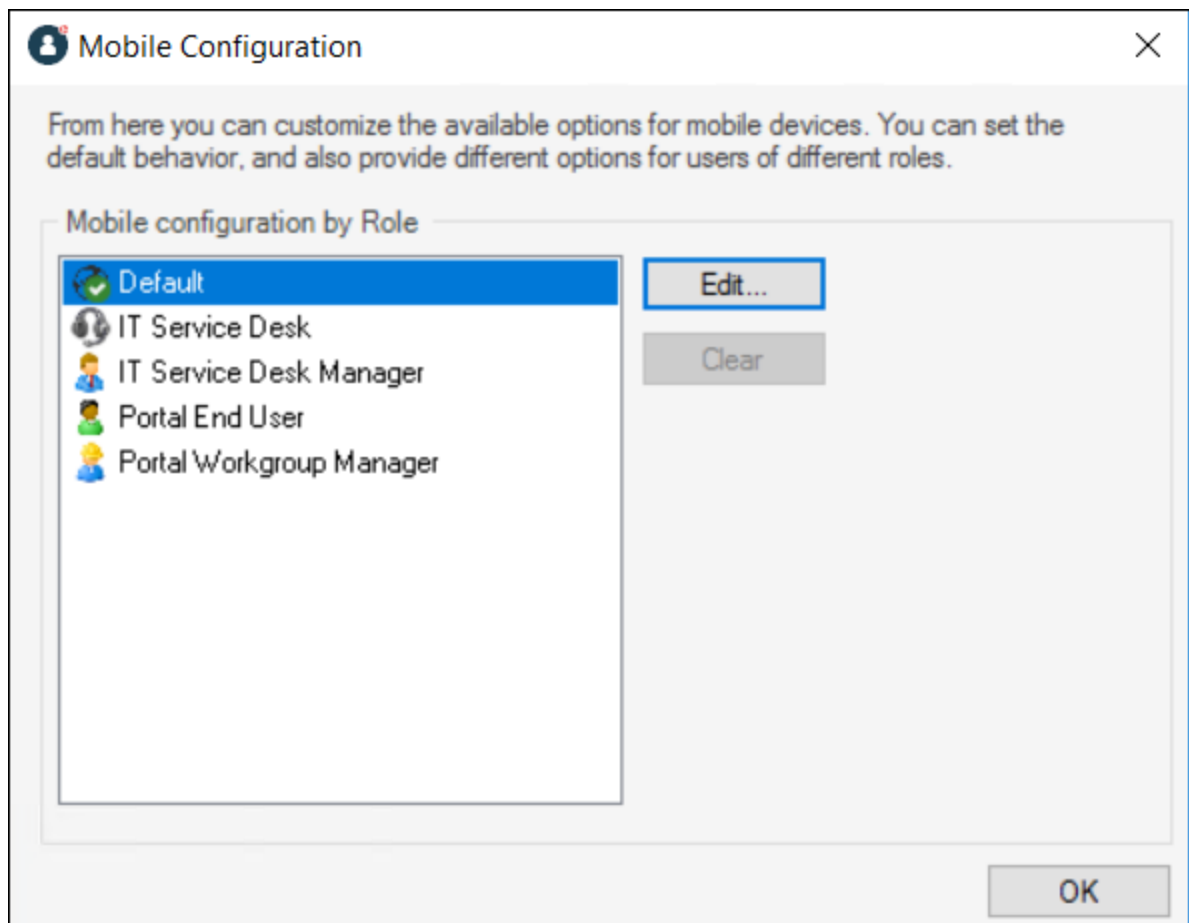 Mobile Configuration
From here you can customize the available options for mobile devices. You can set the
default behavior, and also provide different options for users of different roles.
Mobile configuration by Role
Default
Edit...
IT Service Desk
Clear
IT Service Desk Manager
Portal End User
Portal Workgroup Manager
OK